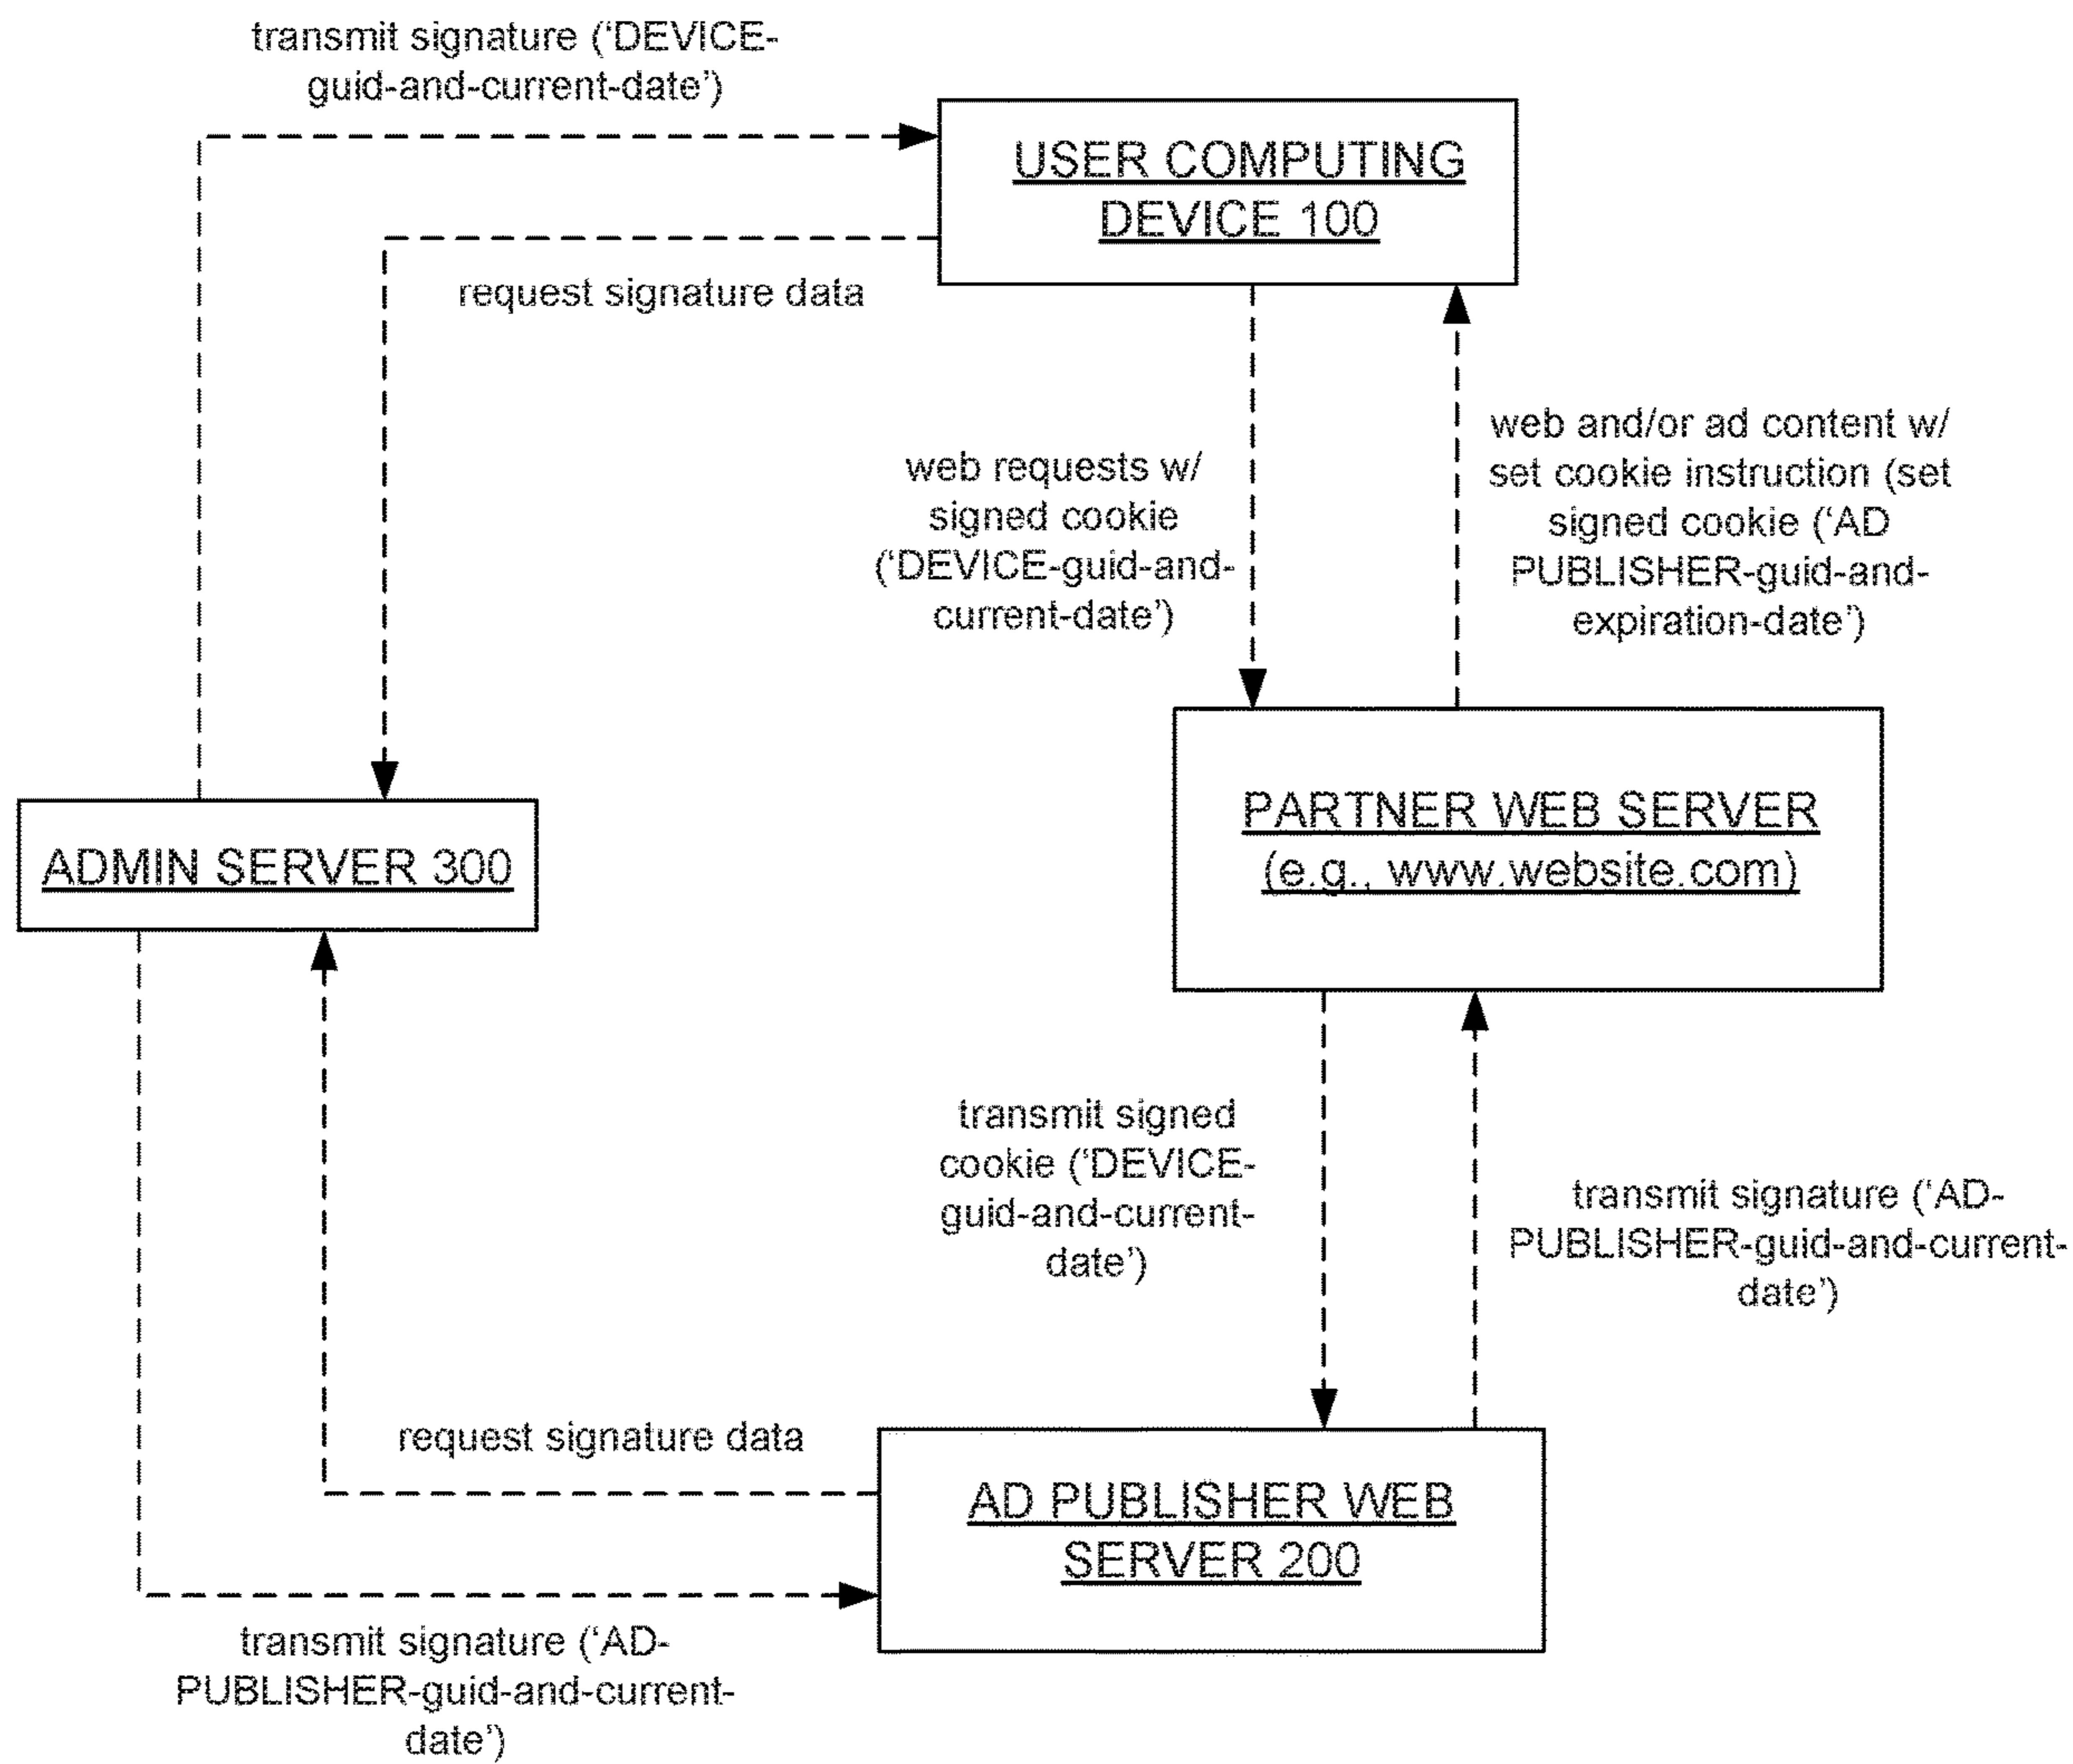 transmit signature (‘DEVICE-
guid-and-current-date’)
USER COMPUTING
DEVICE 100
request signature data
web requests w/
signed cookie
(‘DEVICE-guid-and-
current-date’)
web and/or ad content w/
set cookie instruction (set
signed cookie (‘AD
PUBLISHER-guid-and-
expiration-date’)
ADMIN SERVER 300
PARTNER WEB SERVER
(e.g., www.website.com)
transmit signed
cookie (‘DEVICE-
guid-and-current-
date’)
transmit signature (‘AD-
PUBLISHER-guid-and-current-
date’)
request signature data
AD PUBLISHER WEB
SERVER 200
transmit signature (‘AD-
PUBLISHER-guid-and-current-
date’)